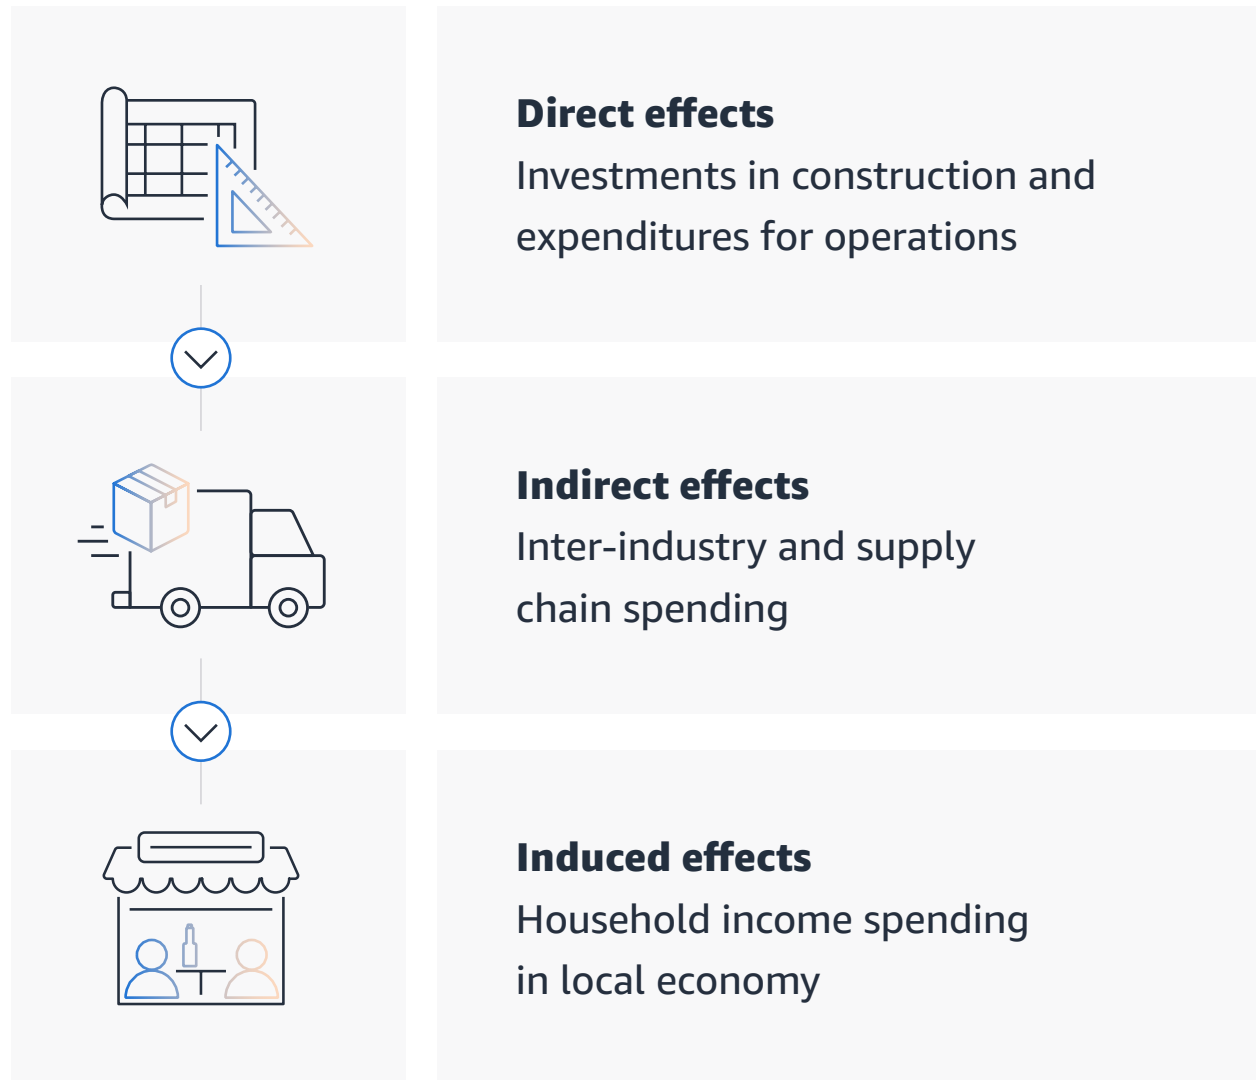 Direct effects
Investments in construction and
expenditures for operations
Indirect effects
Inter-industry and supply
chain spending
Induced effects
Household income spending
in local economy